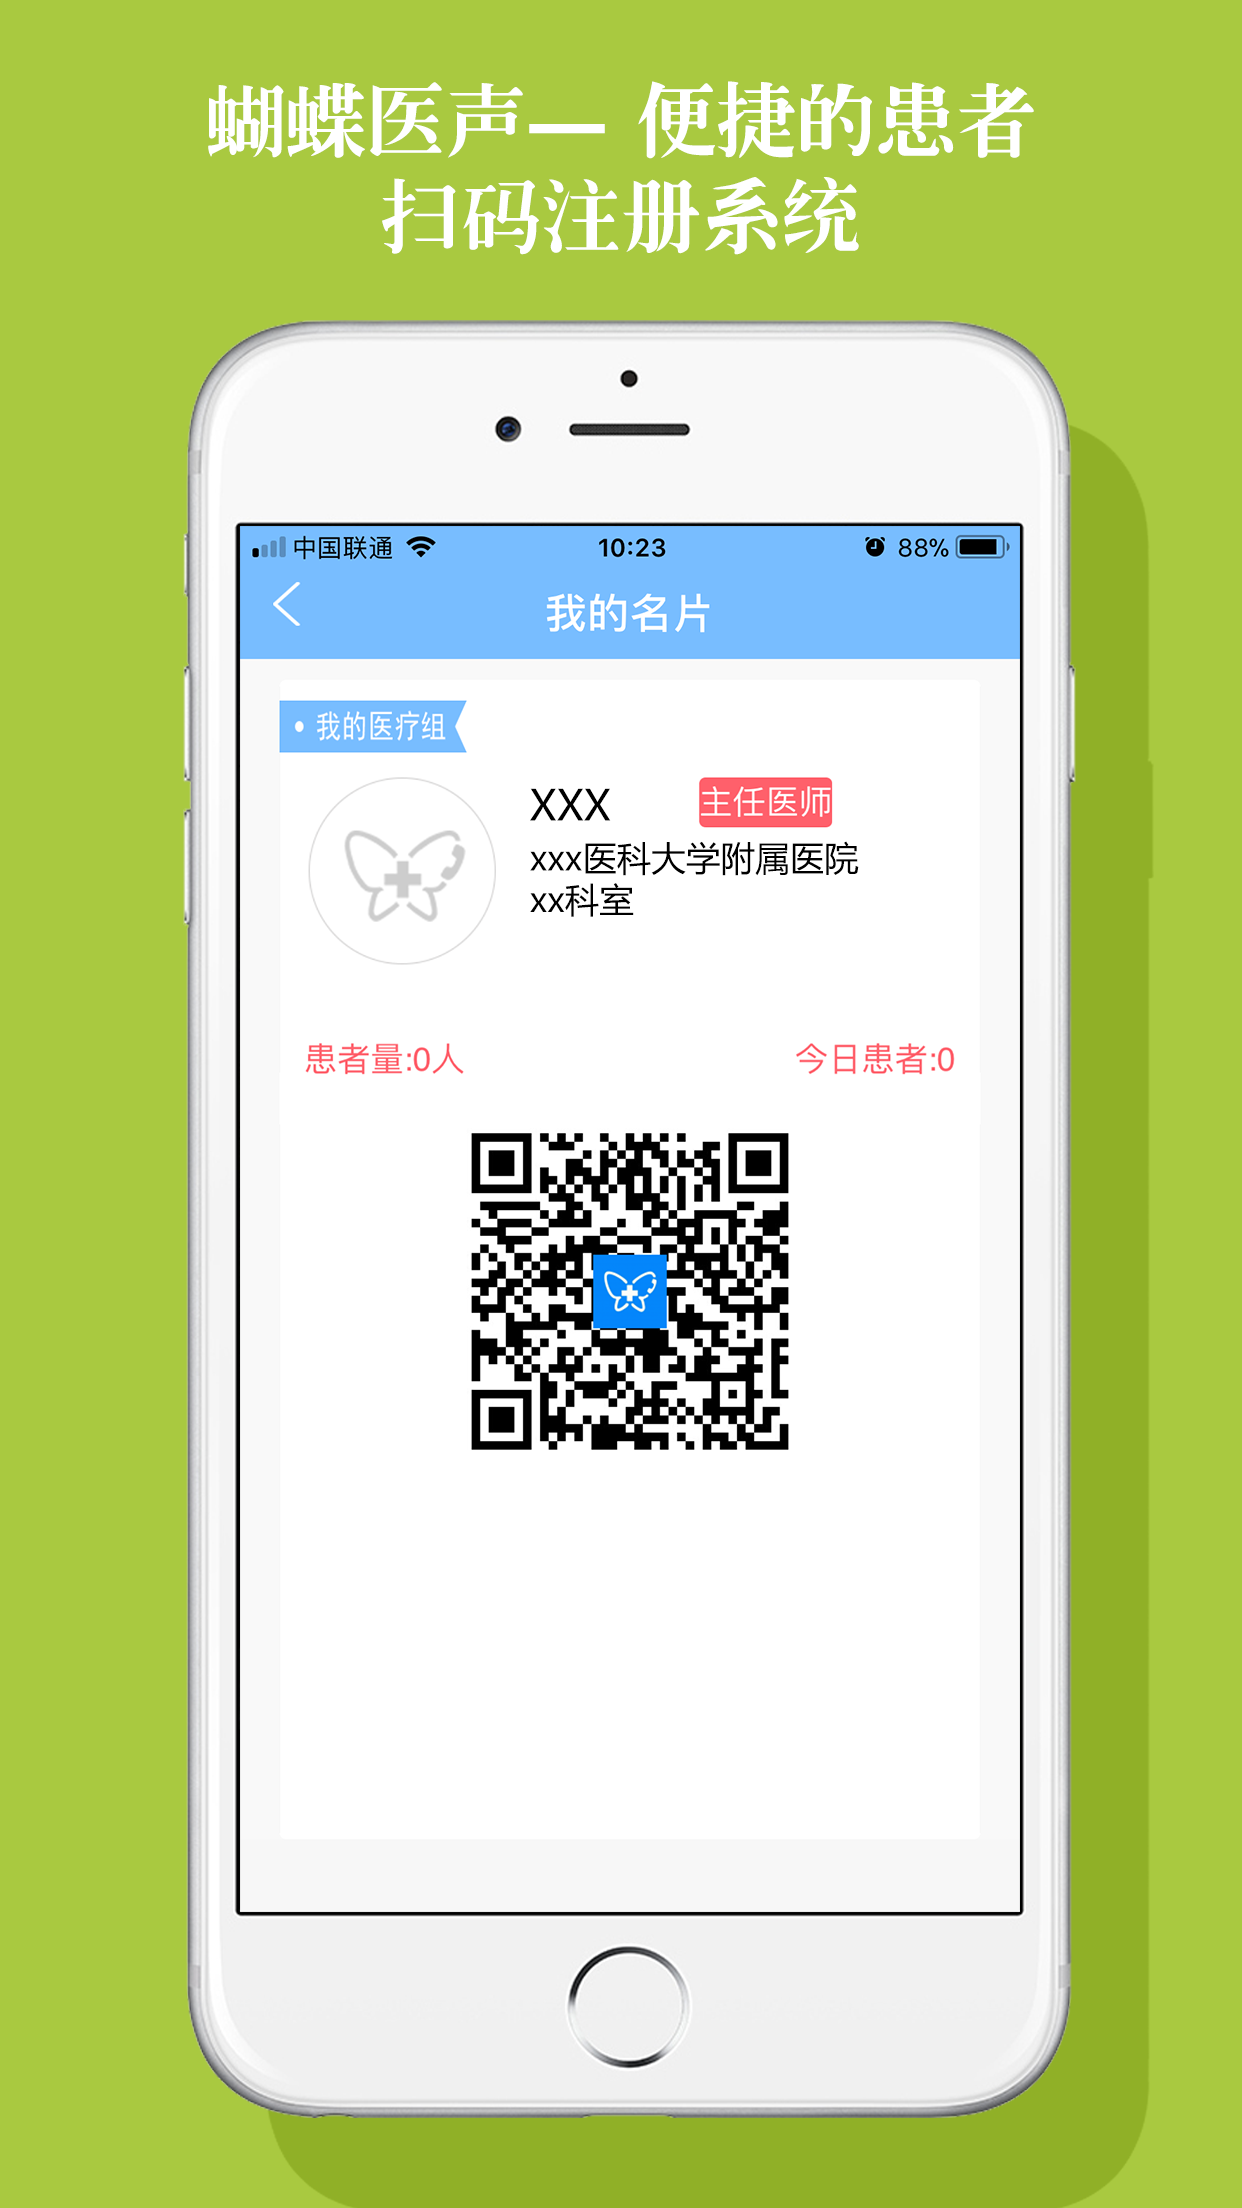 蝴蝶医声— 便捷的患者
扫码注册系统
中国联通 10:23 88%
我的名片
• 我的医疗组
XXX 主任医师
xxx医科大学附属医院
xx科室
患者量:0人 今日患者:0